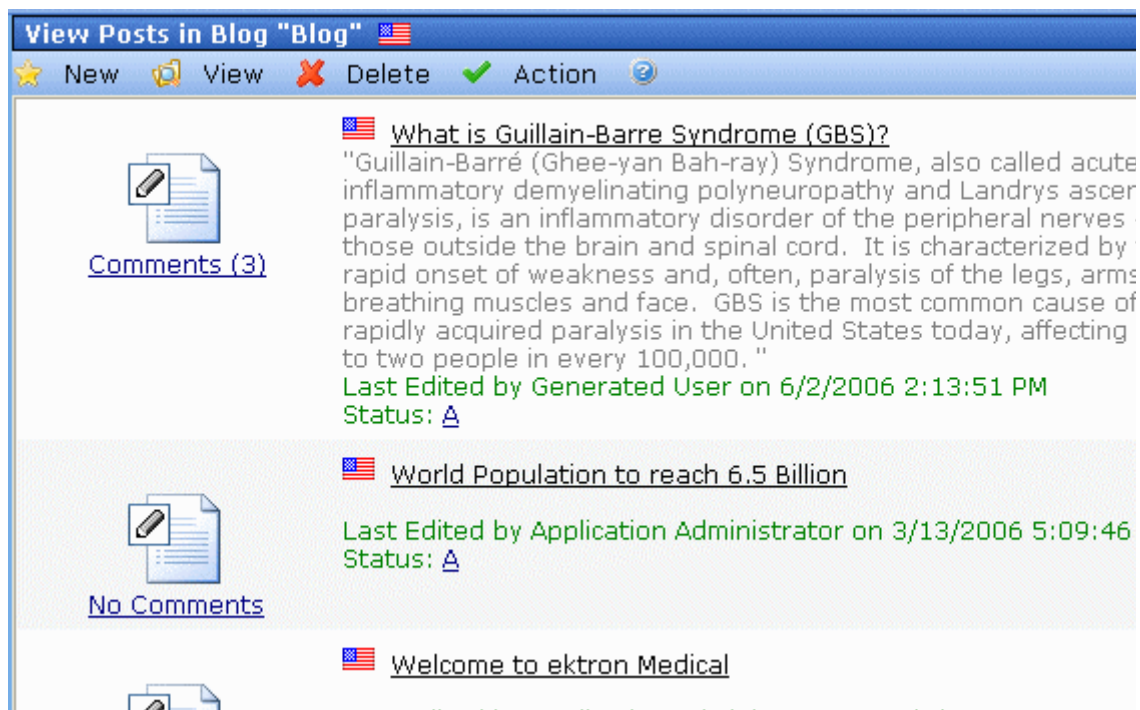 View Posts in Blog "Blog"
New View Delete Action
What is Guillain-Barre Syndrome (GBS)?
"Guillain-Barré (Ghee-yan Bah-ray) Syndrome, also called acute
inflammatory demyelinating polyneuropathy and Landrys
paralysis, is an inflammatory disorder of the peripheral nerves
those outside the brain and spinal cord. It is characterized by
rapid onset of weakness and, often, paralysis of the legs, arms
breathing muscles and face. GBS is the most common cause of
rapidly acquired paralysis in the United States today, affecting
to two people in every 100,000. "
Last Edited by Generated User on 6/2/2006 2:13:51 PM
Status: A
Comments (3)
World Population to reach 6.5 Billion
Last Edited by Application Administrator on 3/13/2006 5:09:46
Status: A
No Comments
Welcome to ektron Medical